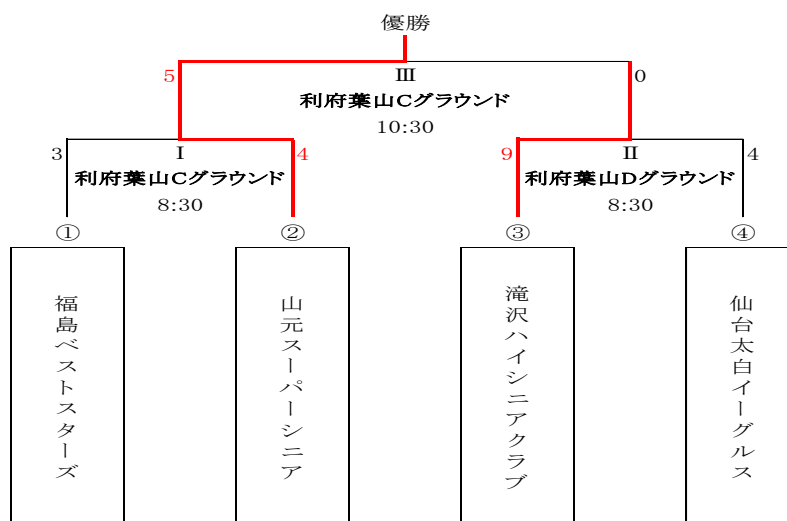 優勝
5
Ⅲ
0
利府葉山Cグラウンド
10:30
3
Ⅰ
4
9
Ⅱ
4
利府葉山Cグラウンド
利府葉山Dグラウンド
8:30
8:30
①
②
③
④
福島ベストスターズ
山元スーパーシニア
滝沢ハイシニアクラブ
仙台太白イーグルス